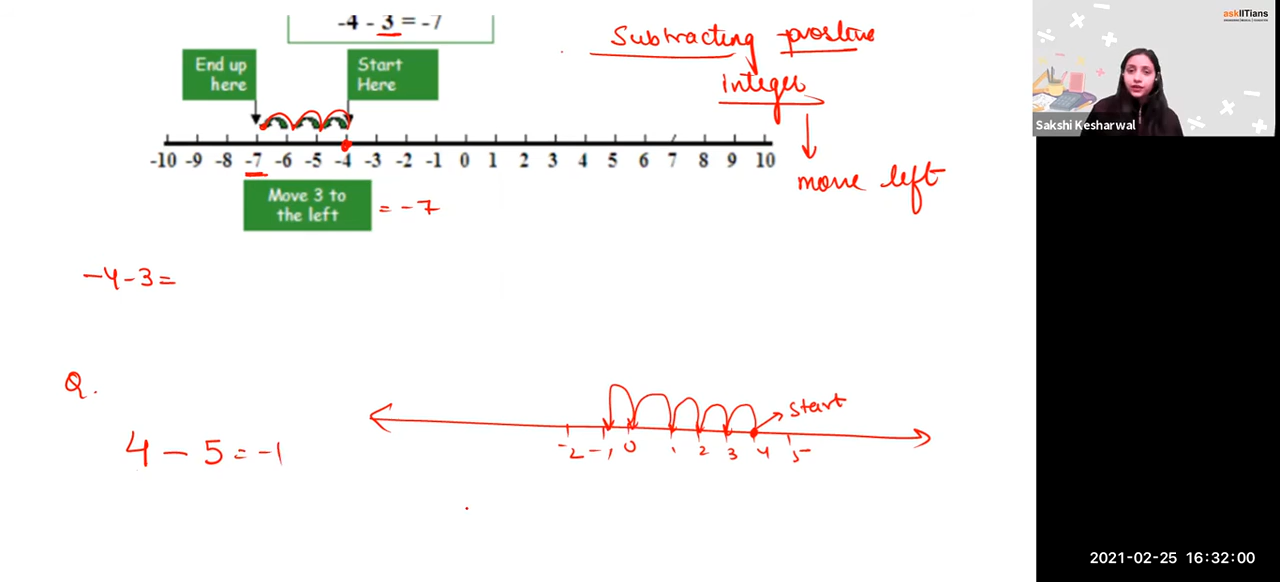 -4 - 3 = -7
End up
here
Start
Here
-10 -9 -8 -7 -6 -5 -4 -3 -2 -1 0 1 2 3 4 5 6 7 8 9 10
Move 3 to
the left
= -7
Subtracting positive
integer
move left
-4-3=
Q.
4 - 5 = -1
Start
-2 -1 0 1 2 3 4 5
askIITians
Sakshi Kesharwal
2021-02-25 16:32:00